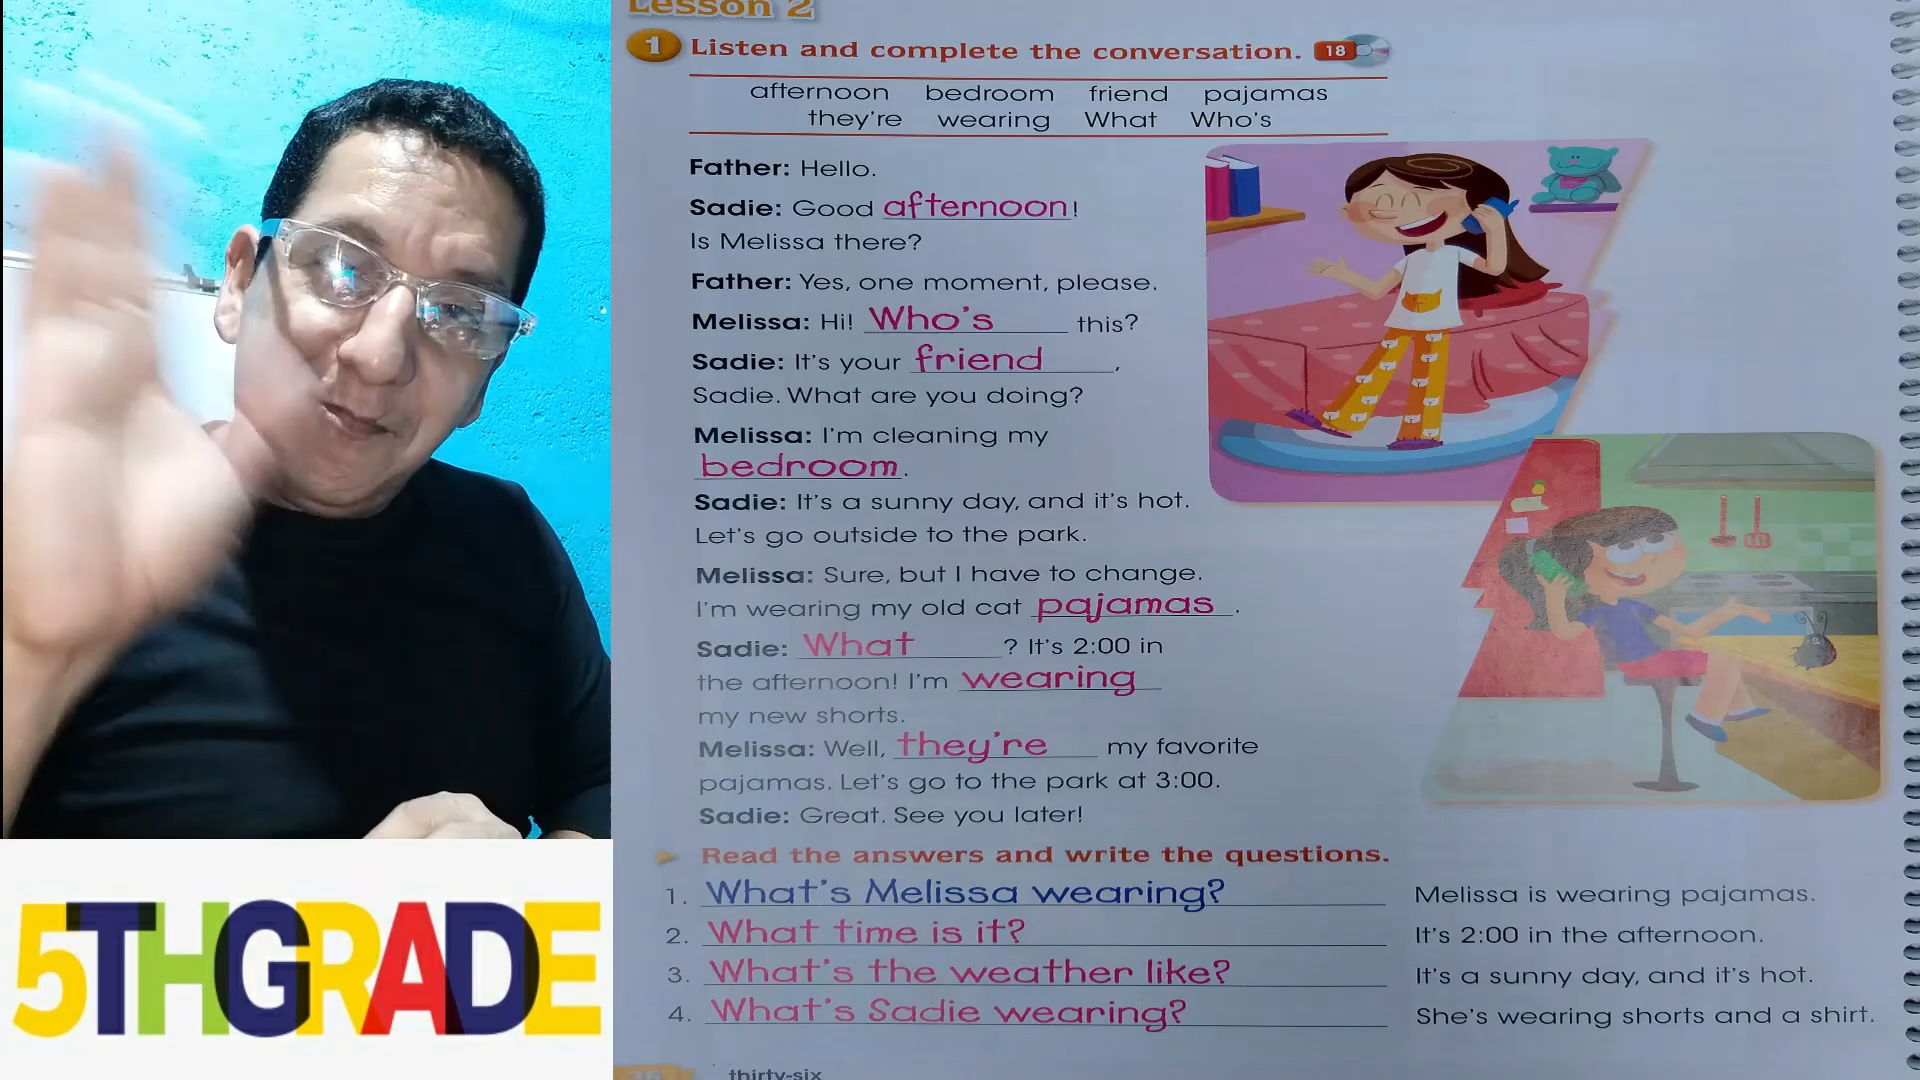 Lesson 2
1 Listen and complete the conversation. 18
afternoon bedroom friend pajamas
they're wearing What Who's
Father: Hello.
Sadie: Good afternoon!
Is Melissa there?
Father: Yes, one moment, please.
Melissa: Hi! Who's this?
Sadie: It's your friend,
Sadie. What are you doing?
Melissa: I'm cleaning my
bedroom.
Sadie: It's a sunny day, and it's hot.
Let's go outside to the park.
Melissa: Sure, but I have to change.
I'm wearing my old cat pajamas.
Sadie: What? It's 2:00 in
the afternoon! I'm wearing
my new shorts.
Melissa: Well, they're my favorite
pajamas. Let's go to the park at 3:00.
Sadie: Great. See you later!
Read the answers and write the questions.
1. What's Melissa wearing? Melissa is wearing pajamas.
2. What time is it? It's 2:00 in the afternoon.
3. What's the weather like? It's a sunny day, and it's hot.
4. What's Sadie wearing? She's wearing shorts and a shirt.
36 thirty-six
5THGRADE